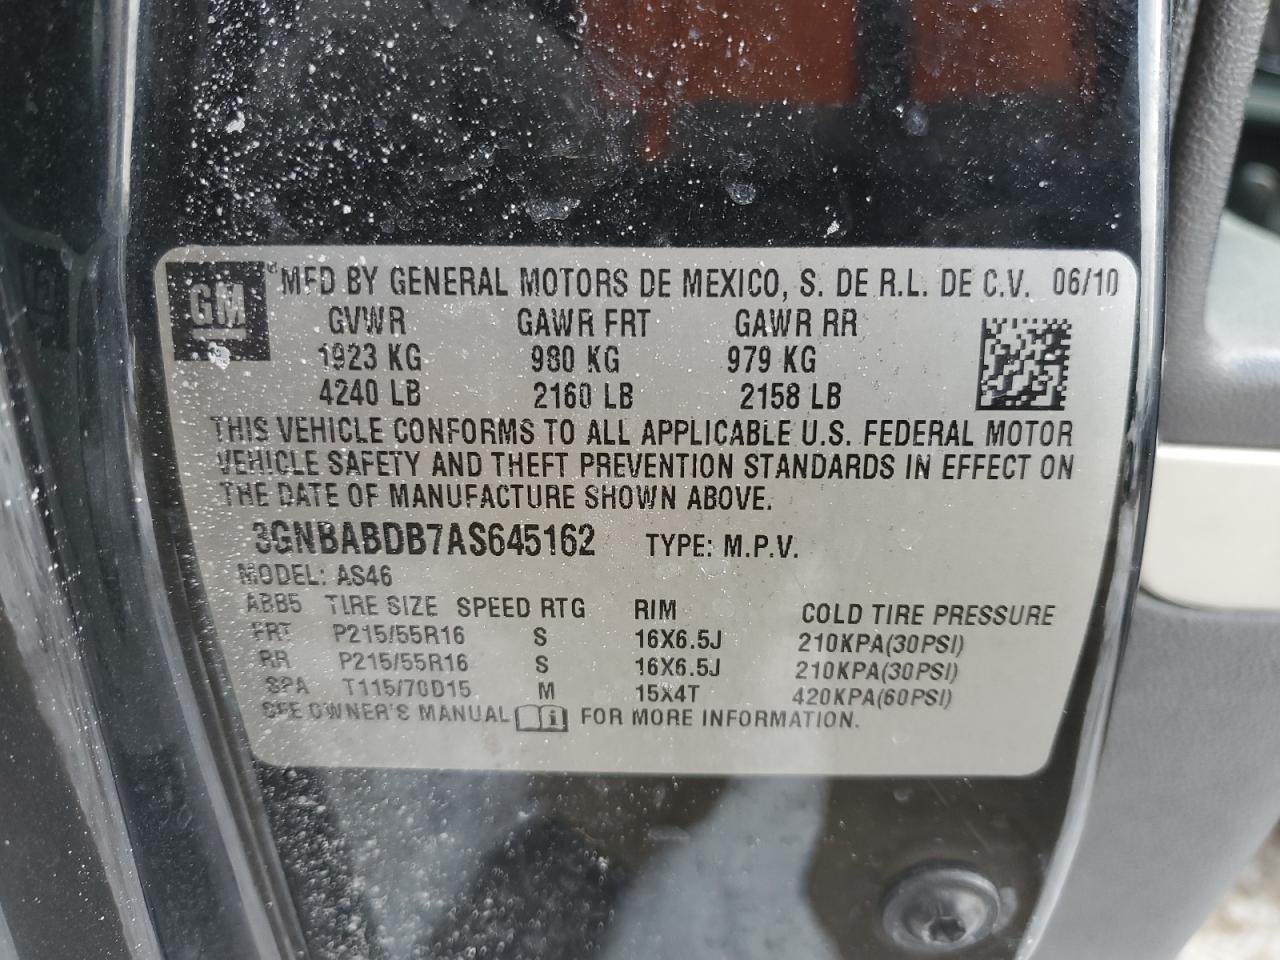 GM MFD BY GENERAL MOTORS DE MEXICO, S. DE R.L. DE C.V. 06/10
GVWR GAWR FRT GAWR RR
1923 KG 980 KG 979 KG
4240 LB 2160 LB 2158 LB
THIS VEHICLE CONFORMS TO ALL APPLICABLE U.S. FEDERAL MOTOR
VEHICLE SAFETY AND THEFT PREVENTION STANDARDS IN EFFECT ON
THE DATE OF MANUFACTURE SHOWN ABOVE.
3GNBABDB7AS645162 TYPE: M.P.V.
MODEL: AS46
ABB5 TIRE SIZE SPEED RTG RIM COLD TIRE PRESSURE
FRT P215/55R16 S 16X6.5J 210KPA(30PSI)
RR P215/55R16 S 16X6.5J 210KPA(30PSI)
SPA T115/70D15 M 15X4T 420KPA(60PSI)
SEE OWNER'S MANUAL FOR MORE INFORMATION.